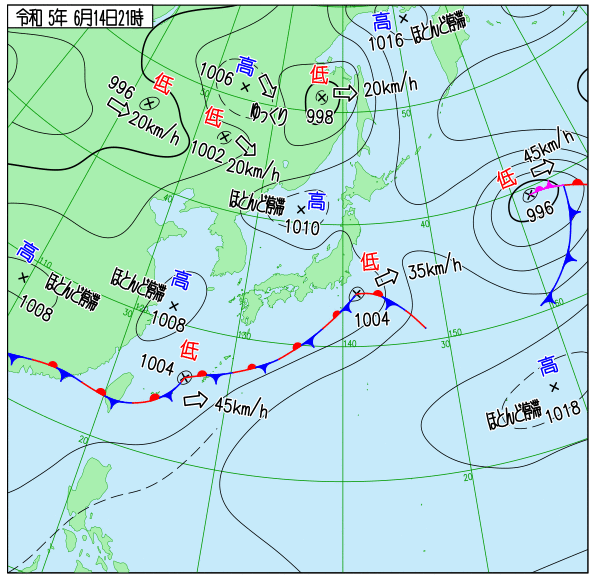 令和 5年 6月14日21時
高
1016
ほとんど停滞
996
低
20km/h
1006
高
ゆっくり
低
998
20km/h
50
50
低
1002
20km/h
低
45km/h
996
ほとんど停滞
高
1010
40
40
高
1008
ほとんど停滞
110
ほとんど停滞
高
1008
120
低
35km/h
1004
130
140
30
150
160
低
1004
45km/h
高
ほとんど停滞
1018
20
20